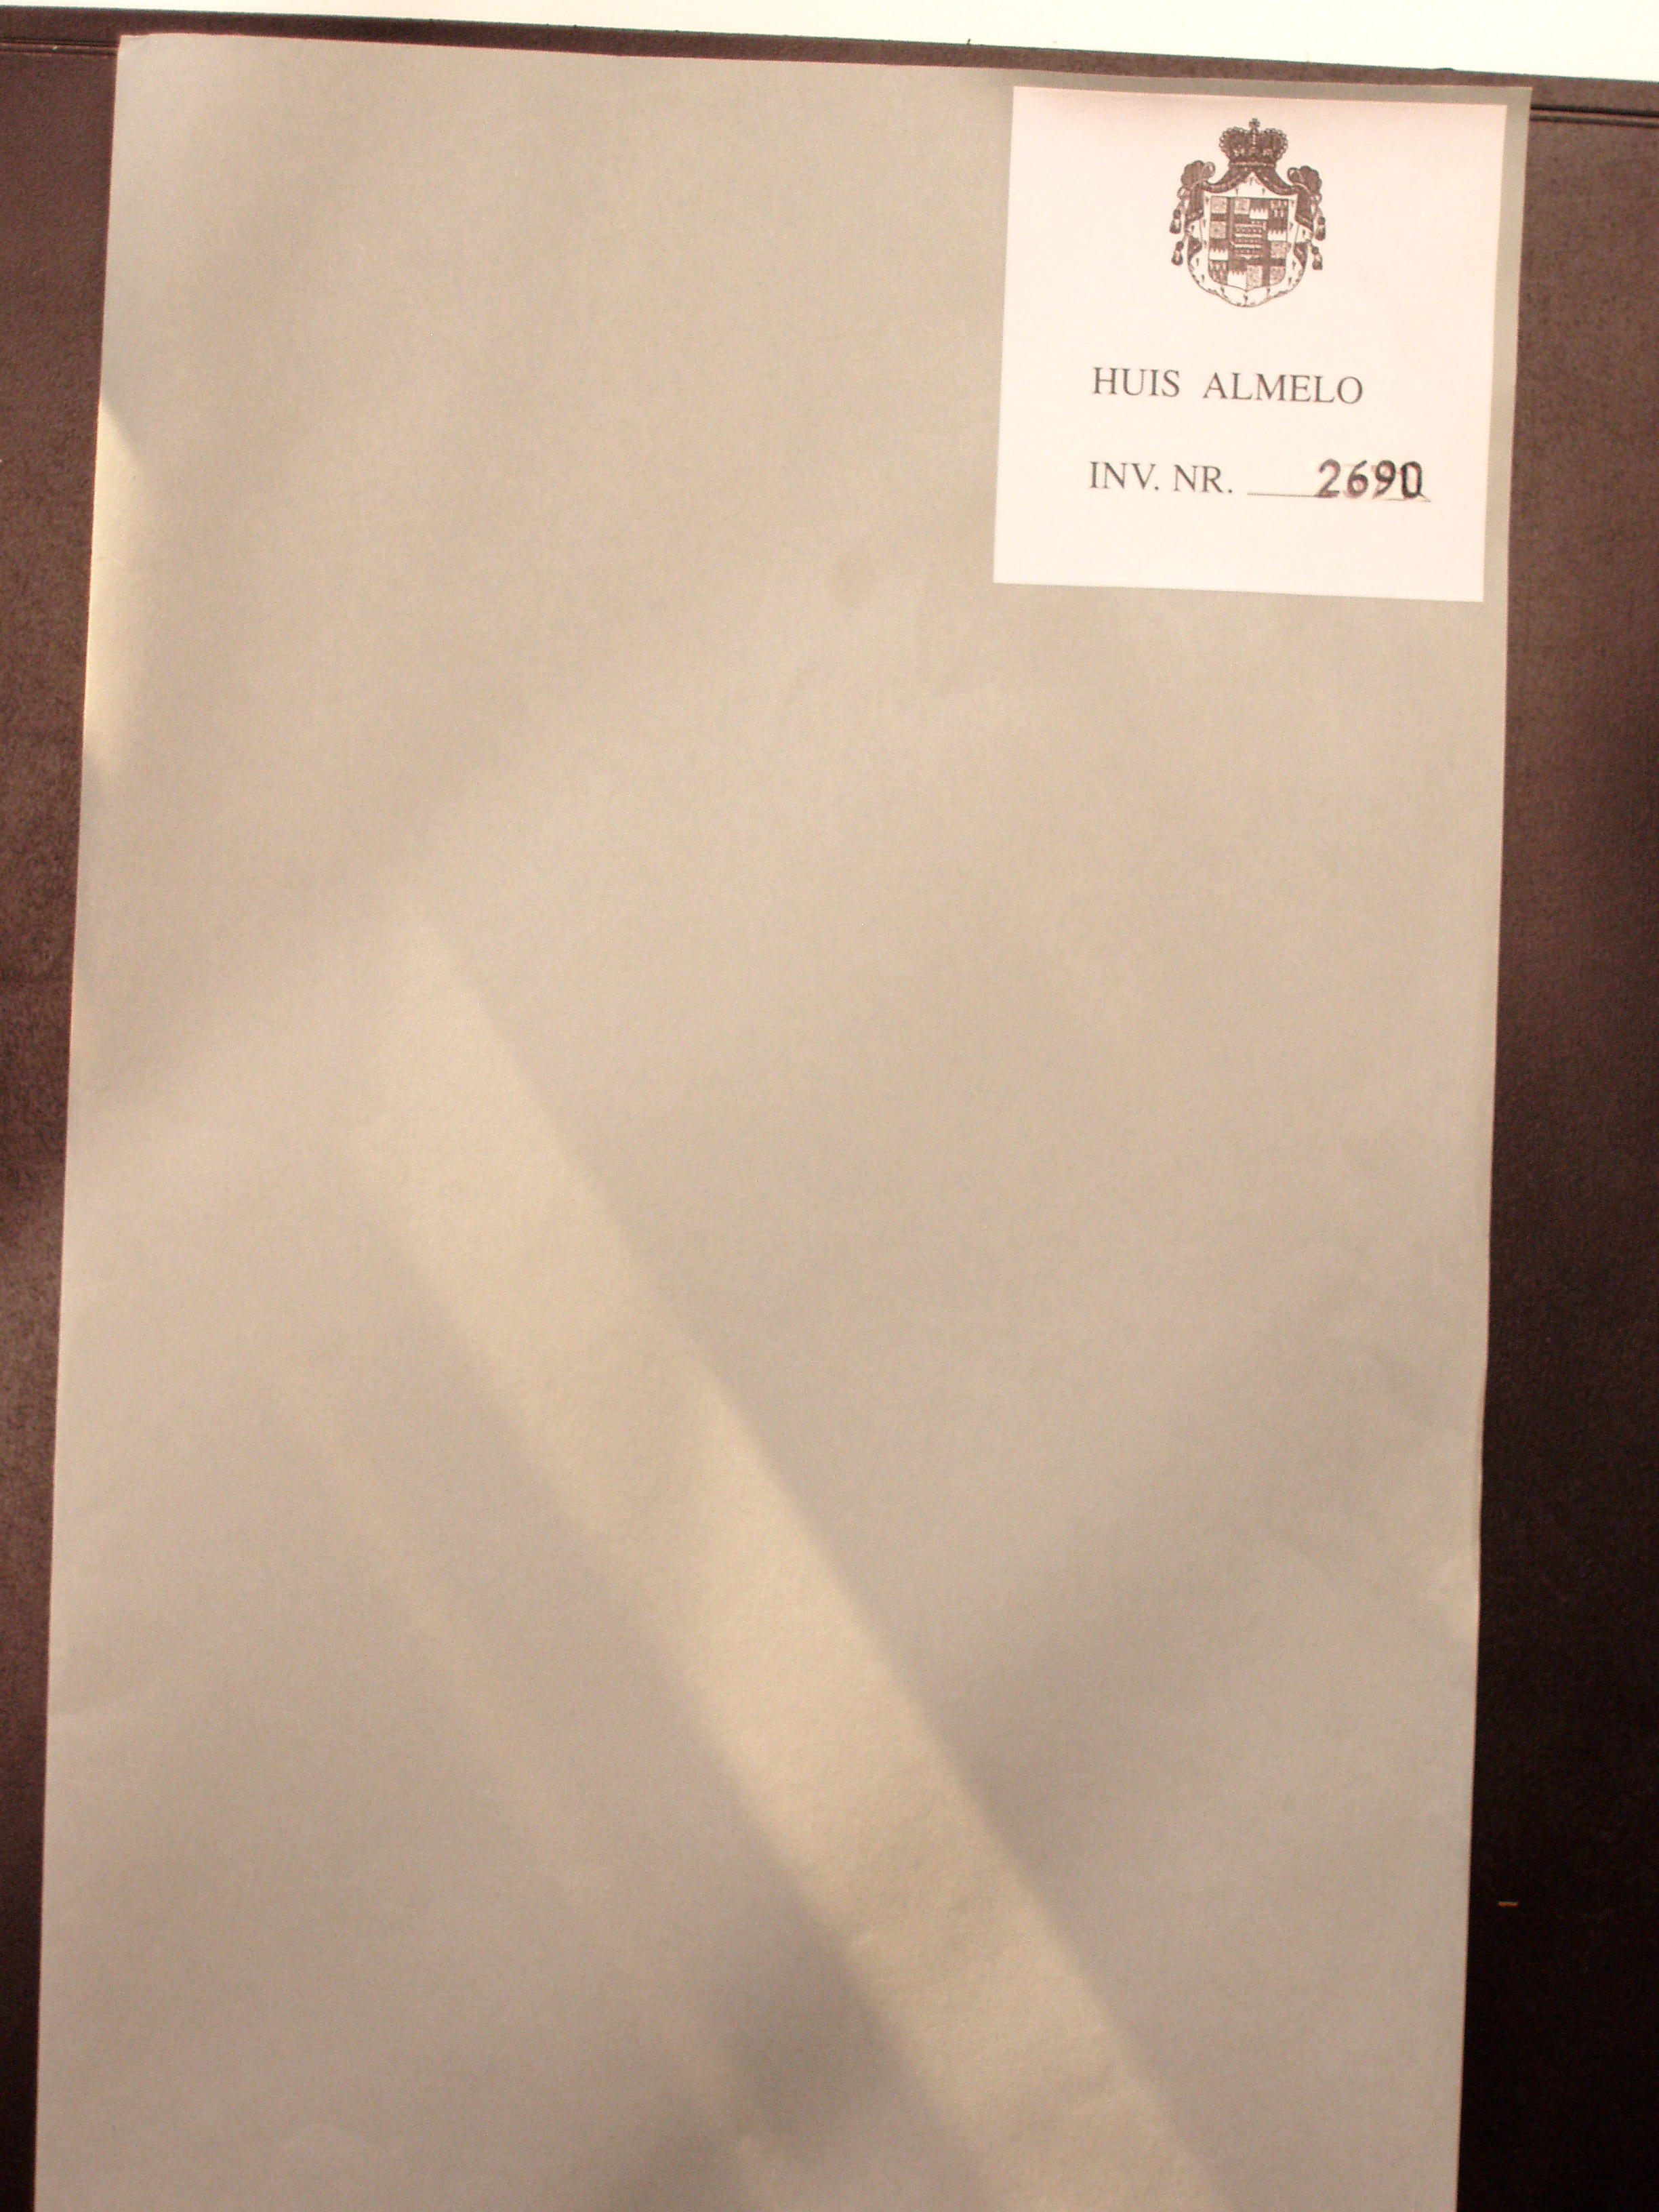 HUIS ALMELO
INV. NR. 2690